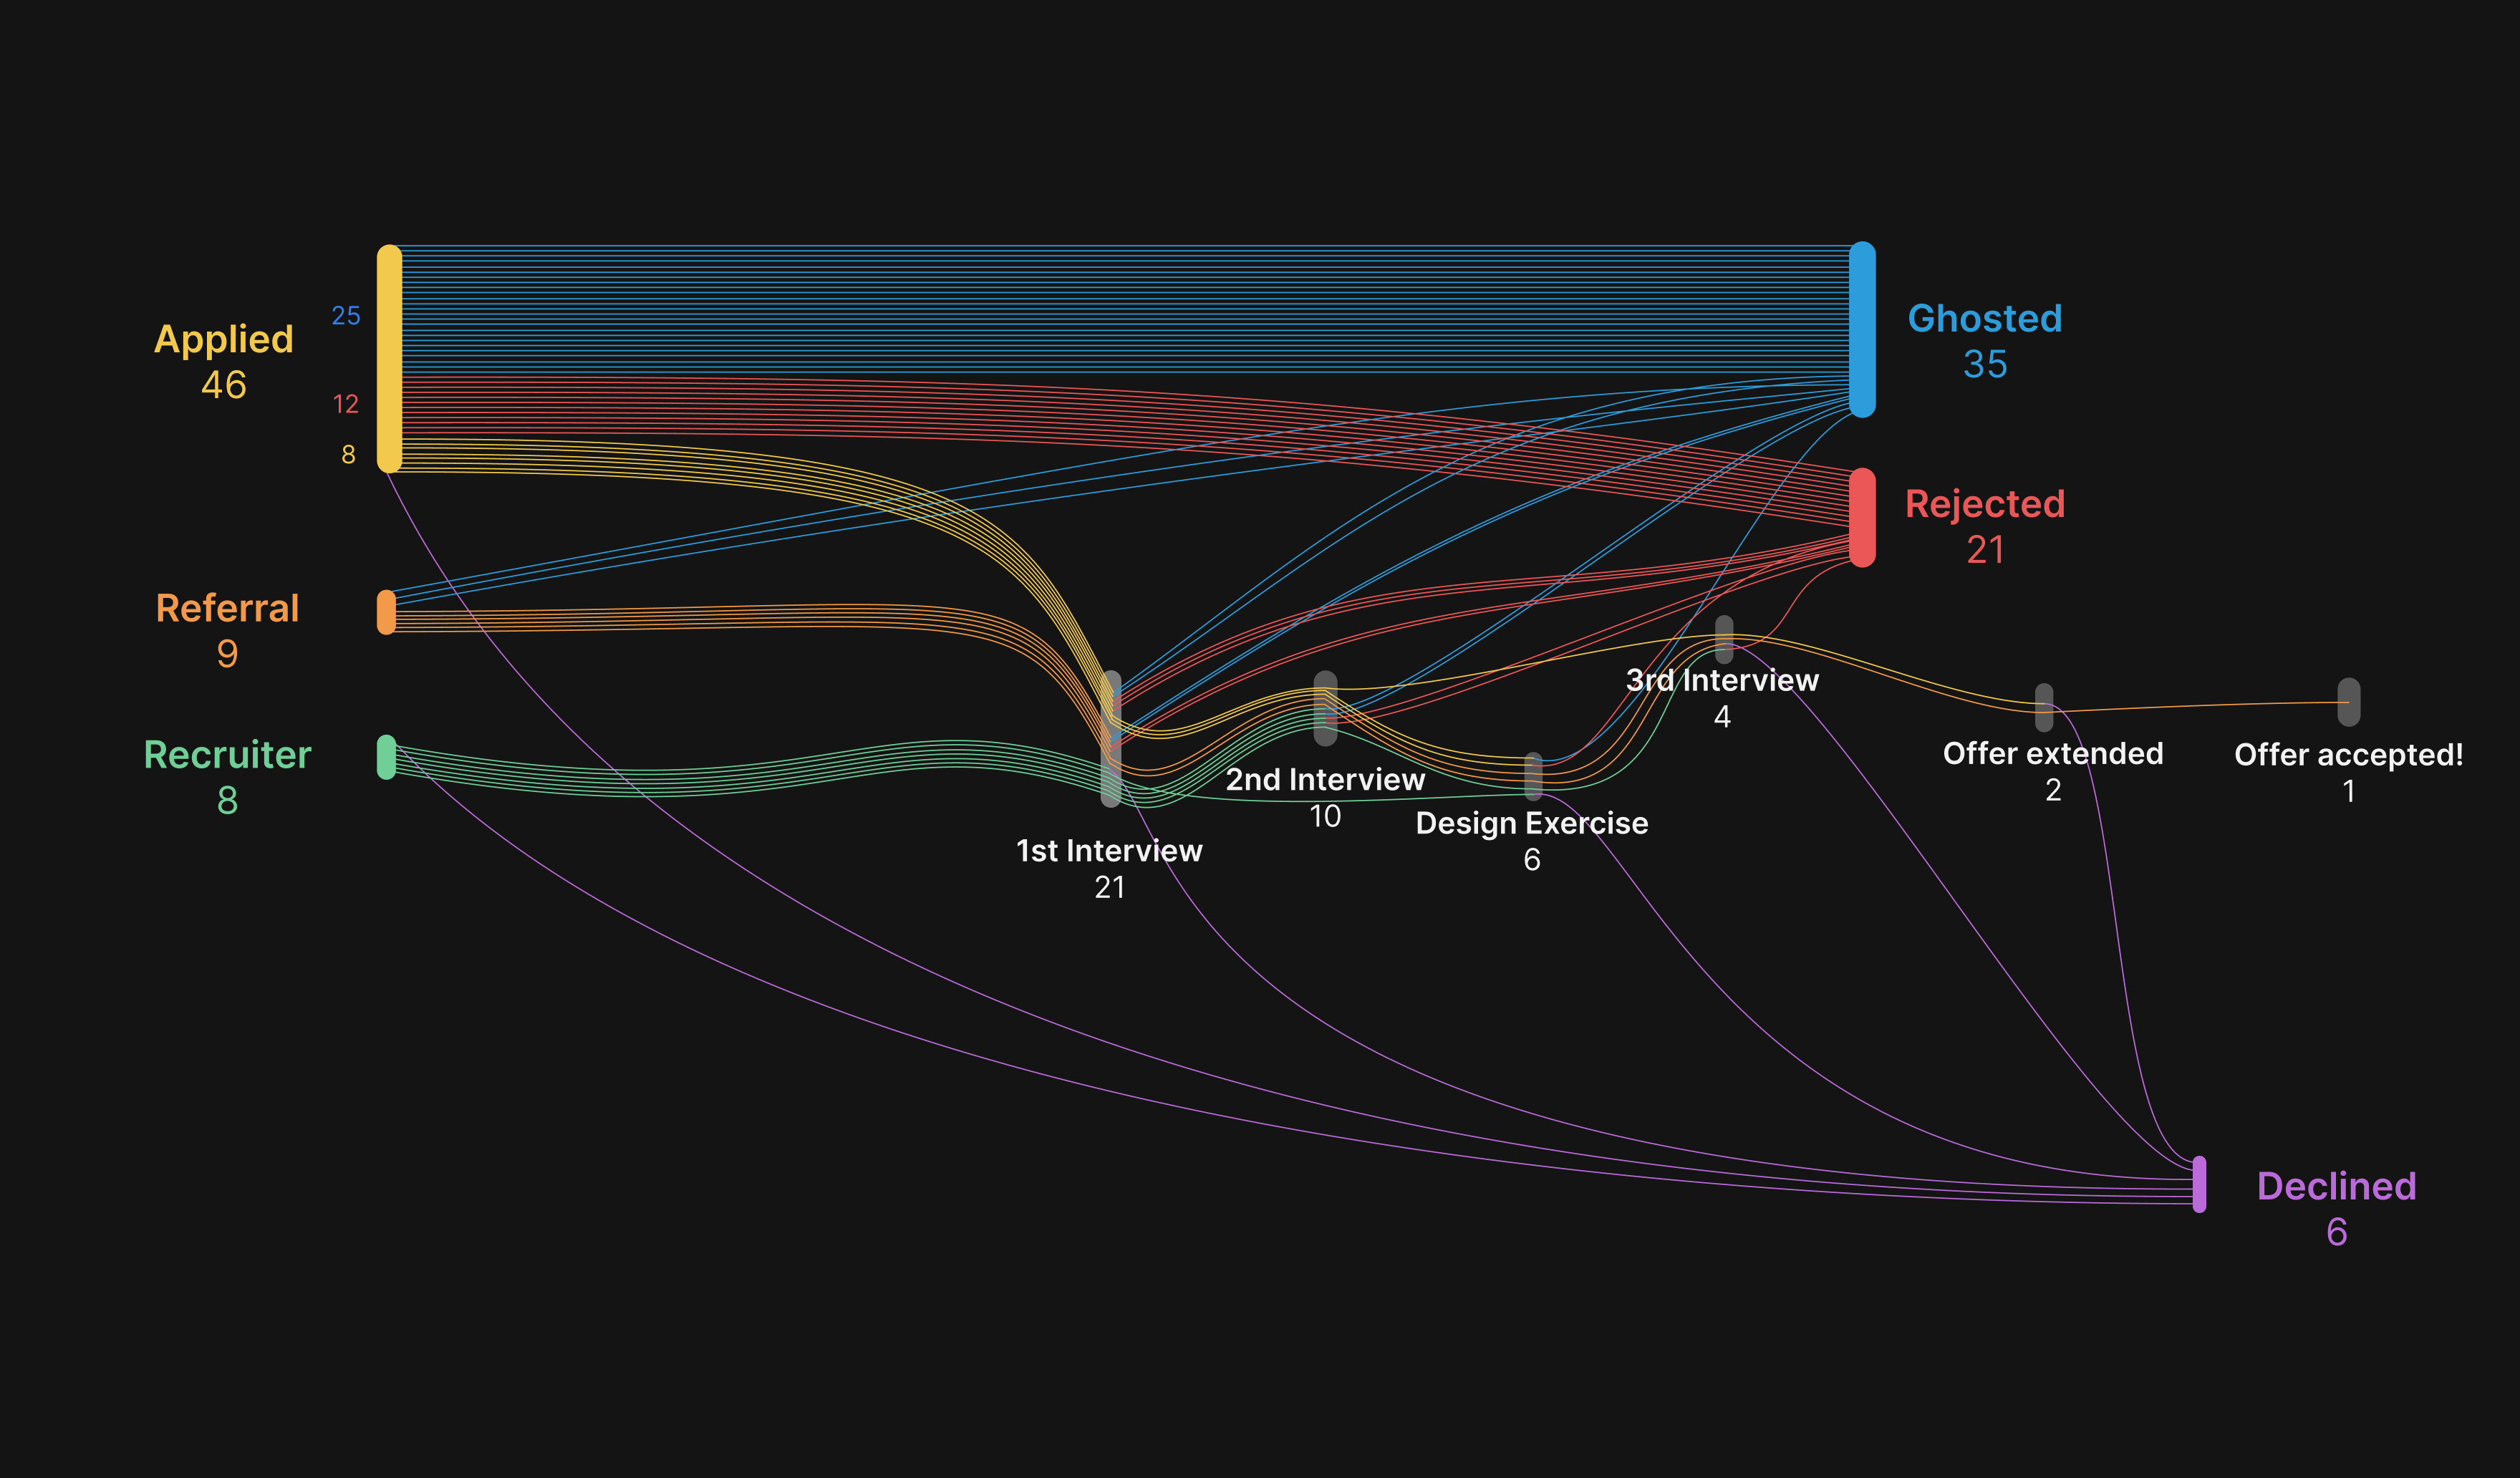 Applied
46
25
12
8
Ghosted
35
Rejected
21
Referral
9
Recruiter
8
3rd Interview
4
2nd Interview
10
Design Exercise
6
1st Interview
21
Offer extended
2
Offer accepted!
1
Declined
6